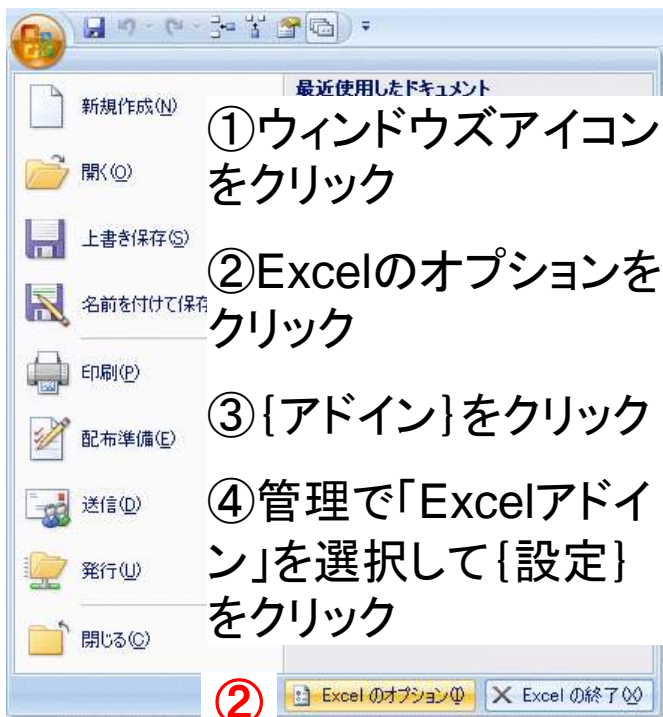 最近使用したドキュメント
新規作成(N)
①ウィンドウズアイコン
をクリック
開く(O)
上書き保存(S)
②Excelのオプションを
クリック
名前を付けて保存
印刷(P)
③{アドイン}をクリック
配布準備(E)
④管理で「Excelアドイ
ン」を選択して{設定}
をクリック
送信(D)
発行(U)
閉じる(C)
②
Excel のオプション(I)
Excel の終了(X)